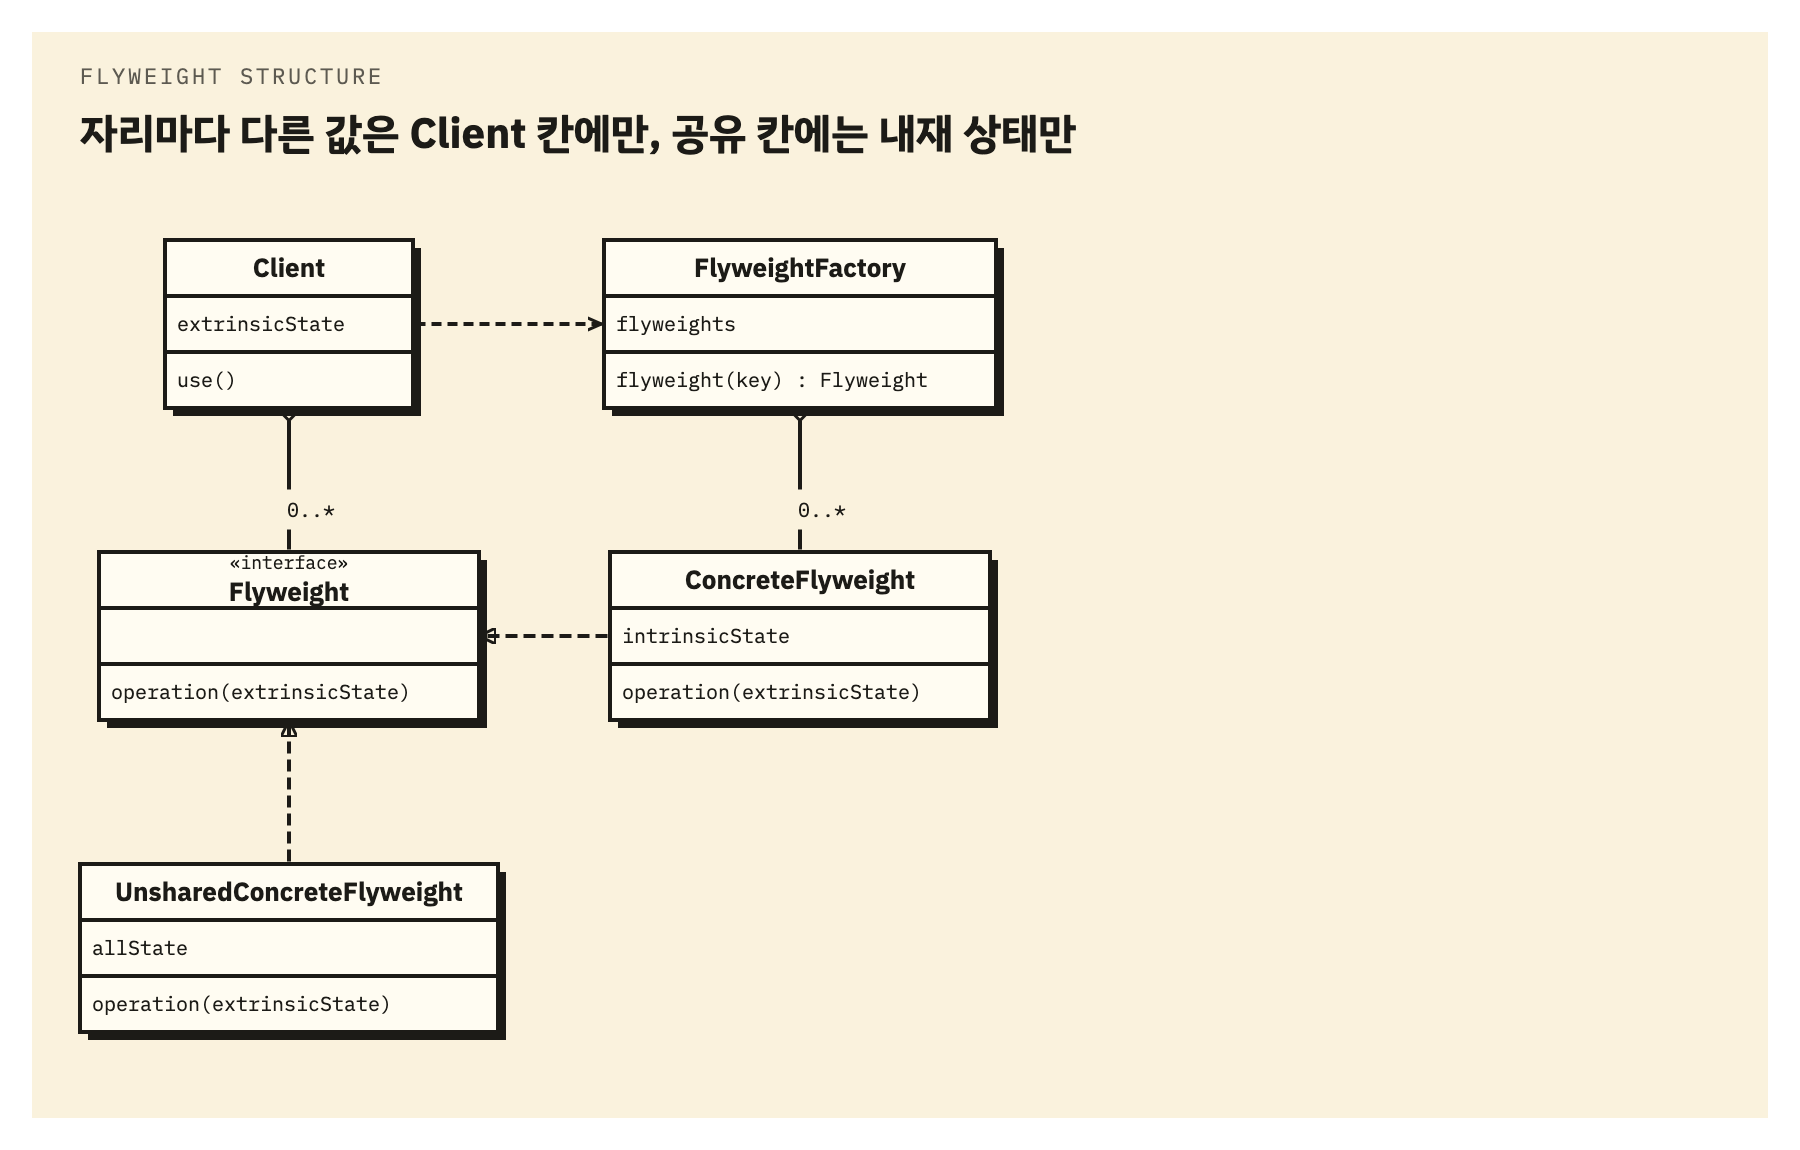 FLYWEIGHT STRUCTURE
자리마다 다른 값은 Client 칸에만, 공유 칸에는 내재 상태만
Client
extrinsicState
use()
FlyweightFactory
flyweights
flyweight(key) : Flyweight
0..*
0..*
«interface»
Flyweight
operation(extrinsicState)
ConcreteFlyweight
intrinsicState
operation(extrinsicState)
UnsharedConcreteFlyweight
allState
operation(extrinsicState)